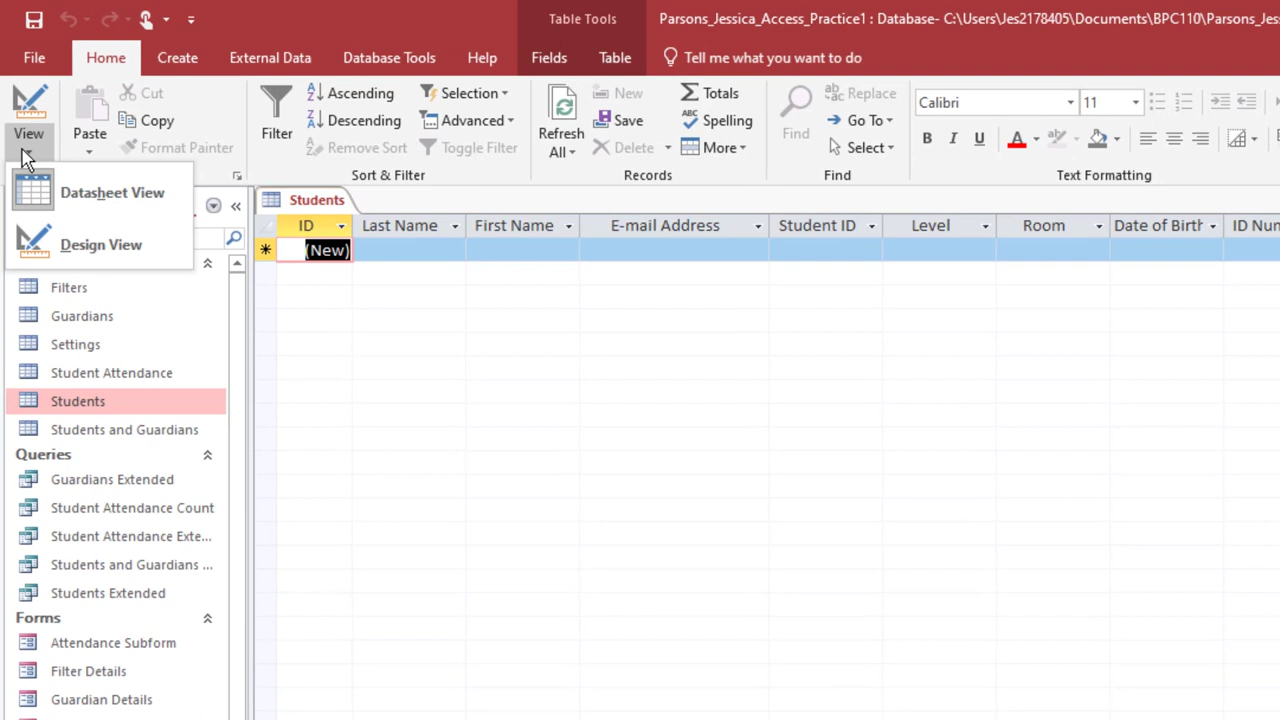 Table Tools
Parsons_Jessica_Access_Practice1 : Database- C:\Users\Jes2178405\Documents\BPC110\Parsons_Jes
File Home Create External Data Database Tools Help Fields Table Tell me what you want to do
View
Paste
Cut
Copy
Format Painter
Filter
Ascending
Descending
Remove Sort
Selection
Advanced
Toggle Filter
Sort & Filter
Refresh
All
New
Save
Delete
Totals
Spelling
More
Records
Find
Replace
Go To
Select
Find
Calibri
11
B I U A
Text Formatting
Datasheet View
Design View
Filters
Guardians
Settings
Student Attendance
Students
Students and Guardians
Queries
Guardians Extended
Student Attendance Count
Student Attendance Exte...
Students and Guardians ...
Students Extended
Forms
Attendance Subform
Filter Details
Guardian Details
Students
ID Last Name First Name E-mail Address Student ID Level Room Date of Birth ID Num
(New)